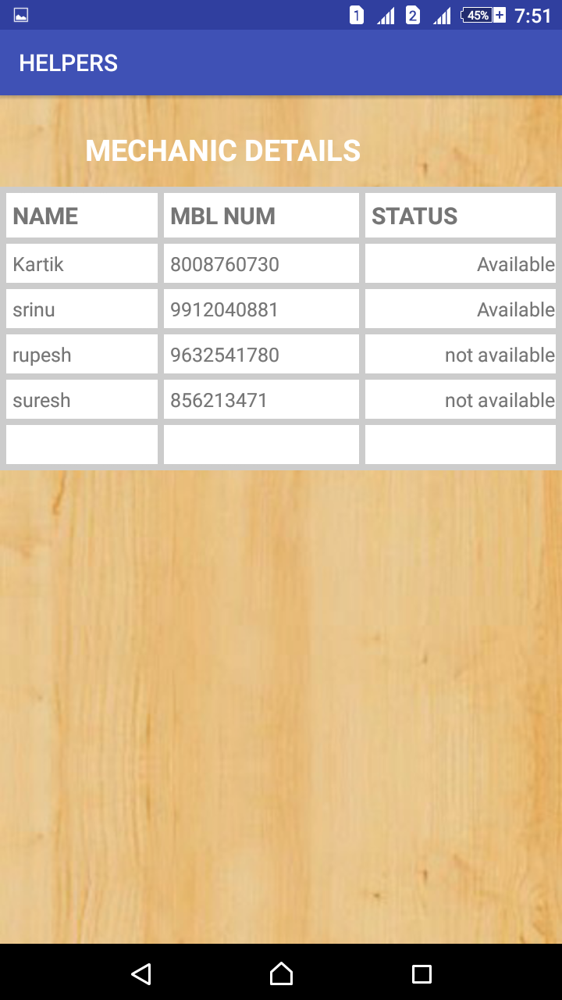 1 2 45% 7:51
HELPERS
MECHANIC DETAILS
NAME MBL NUM STATUS
Kartik 8008760730 Available
srinu 9912040881 Available
rupesh 9632541780 not available
suresh 856213471 not available